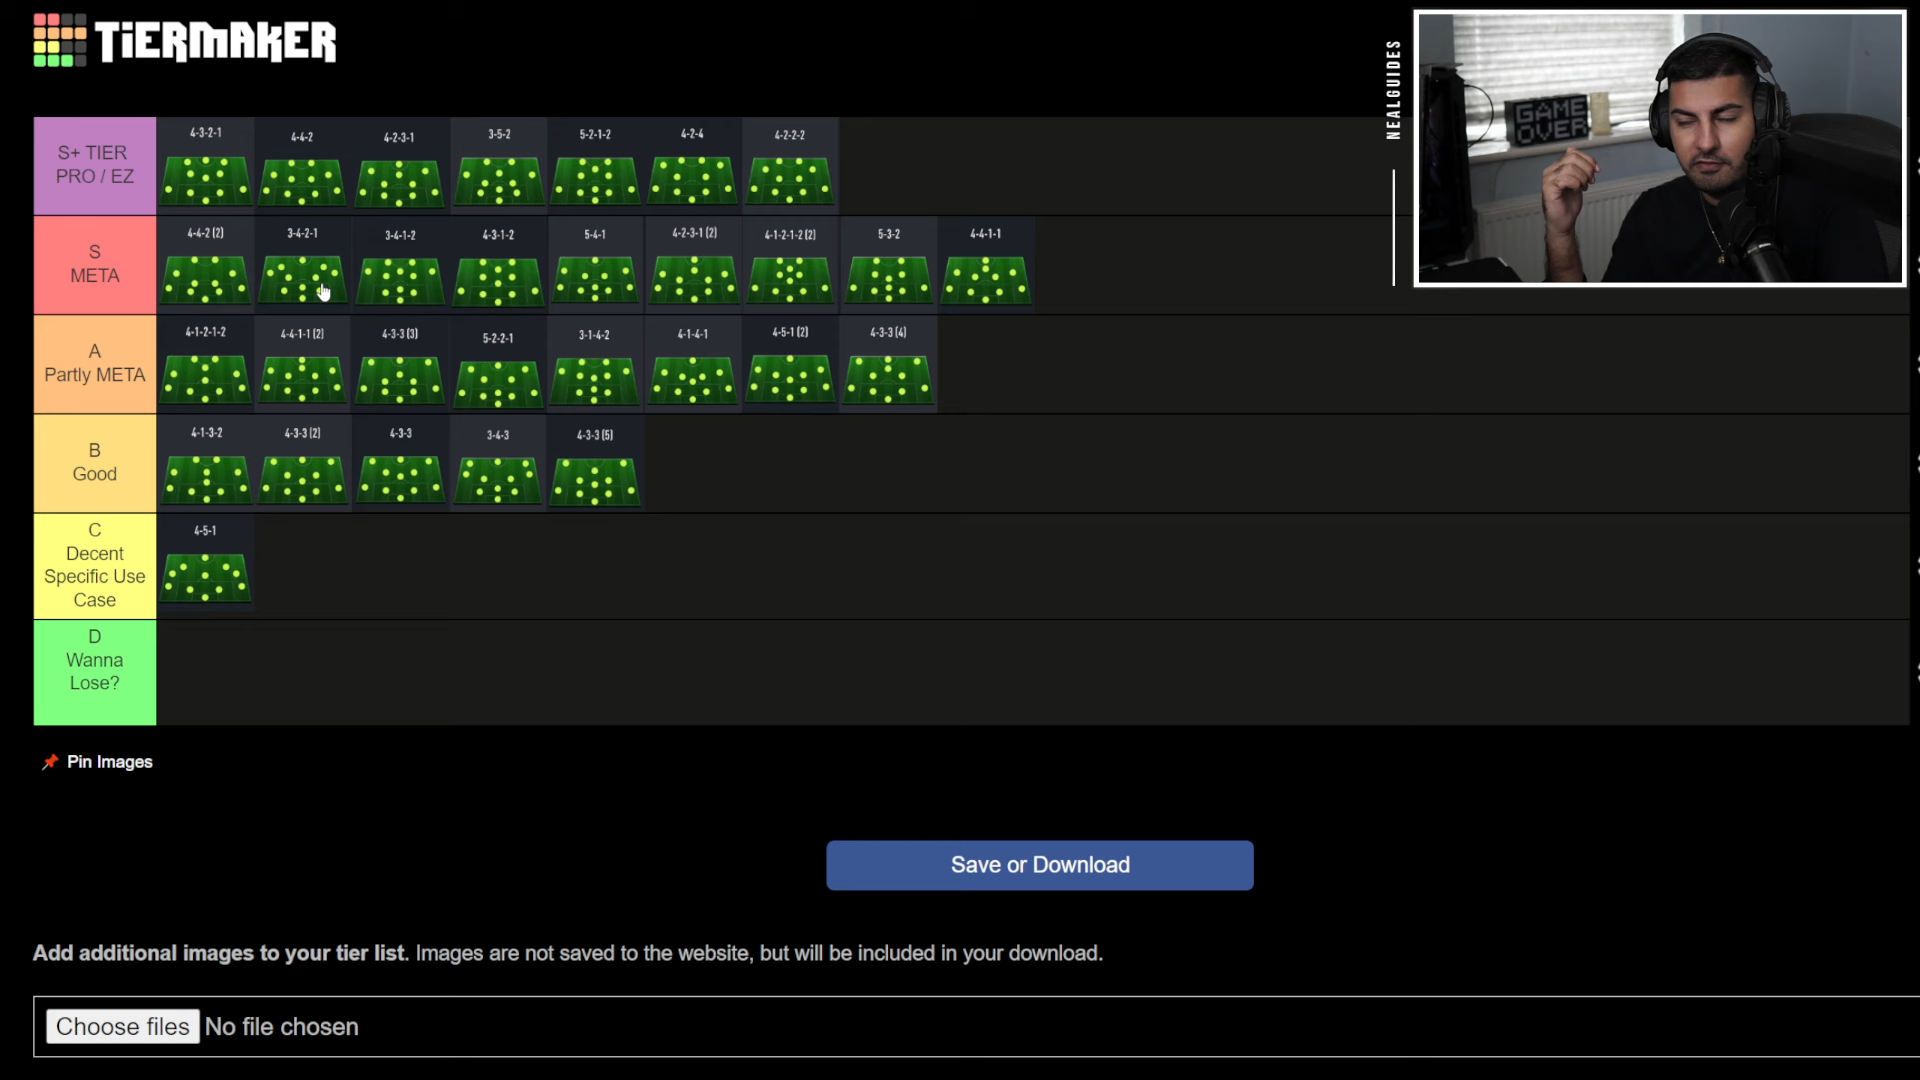 TiERMAKER
NEALGUIDES
GAME
OVER
S+ TIER
PRO / EZ
4-3-2-1 4-4-2 4-2-3-1 3-5-2 5-2-1-2 4-2-4 4-2-2-2
S
META
4-4-2 (2) 3-4-2-1 3-4-1-2 4-3-1-2 5-4-1 4-2-3-1 (2) 4-1-2-1-2 (2) 5-3-2 4-4-1-1
A
Partly META
4-1-2-1-2 4-4-1-1 (2) 4-3-3 (3) 5-2-2-1 3-1-4-2 4-1-4-1 4-5-1 (2) 4-3-3 (4)
B
Good
4-1-3-2 4-3-3 (2) 4-3-3 3-4-3 4-3-3 (5)
C
Decent
Specific Use
Case
4-5-1
D
Wanna
Lose?
Pin Images
Save or Download
Add additional images to your tier list. Images are not saved to the website, but will be included in your download.
Choose files No file chosen